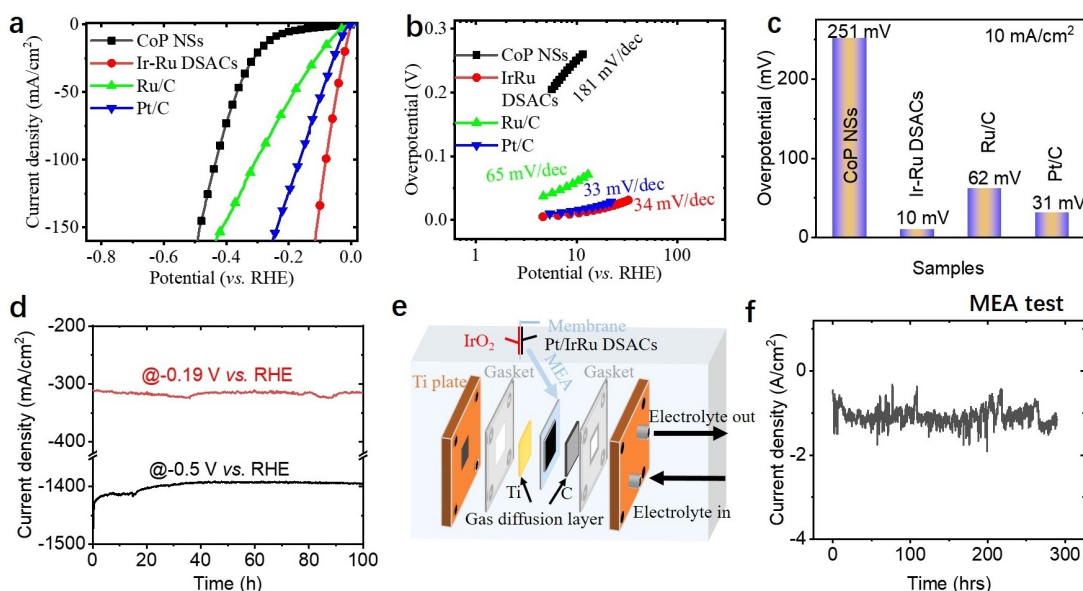 a
CoP NSs
Ir-Ru DSACs
Ru/C
Pt/C
Current density (mA/cm²)
0
-50
-100
-150
-0.8
-0.6
-0.4
-0.2
0.0
Potential (vs. RHE)
b
CoP NSs
IrRu
DSACs
Ru/C
Pt/C
181 mV/dec
65 mV/dec
33 mV/dec
34 mV/dec
Overpotential (V)
0.4
0.3
0.2
0.1
0.0
1
10
100
Potential (vs. RHE)
c
251 mV
10 mA/cm²
CoP NSs
Ir-Ru DSACs
Ru/C
Pt/C
10 mV
62 mV
31 mV
Overpotential (mV)
200
100
0
Samples
d
@-0.19 V vs. RHE
@-0.5 V vs. RHE
Current density (mA/cm²)
-200
-300
-400
-1400
-1500
0
20
40
60
80
100
Time (h)
e
Membrane
IrO₂
Pt/IrRu DSACs
MEA
Ti plate
Gasket
Gasket
Electrolyte out
Ti
C
Gas diffusion layer
Electrolyte in
f
MEA test
Current density (A/cm²)
0
-2
-4
0
100
200
300
Time (hrs)